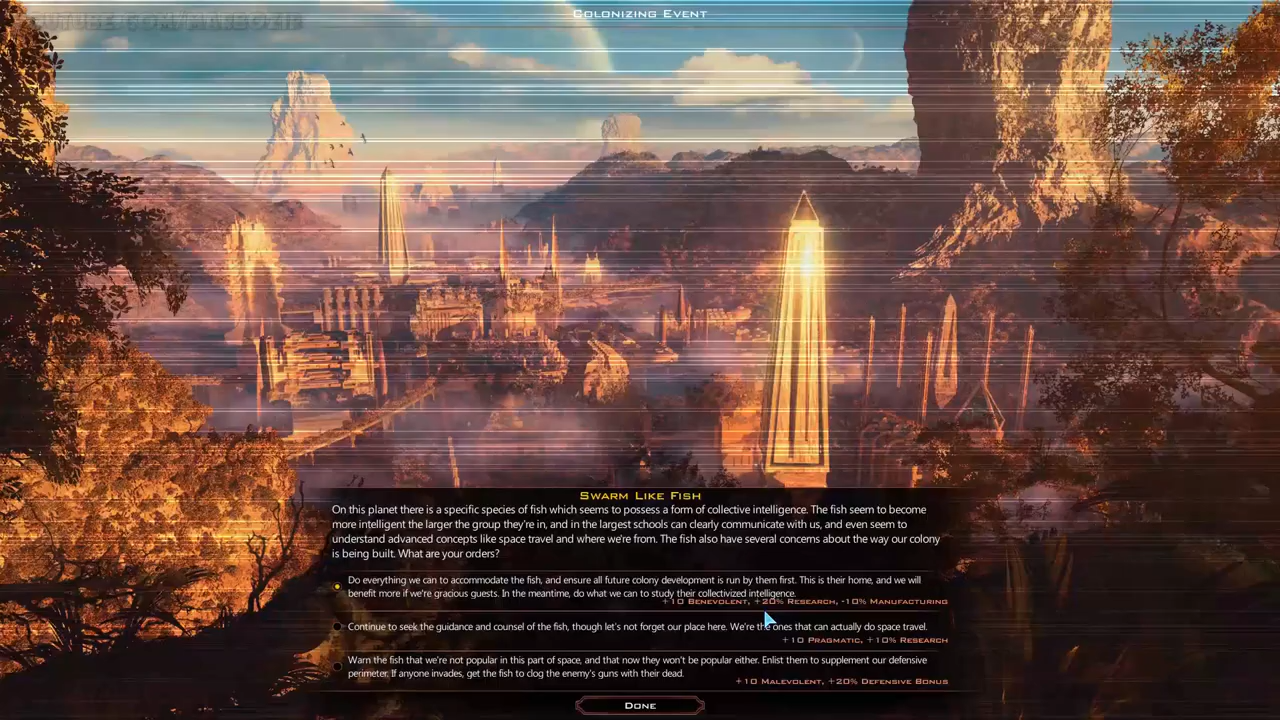 Colonizing Event
Swarm Like Fish
On this planet there is a specific species of fish which seems to possess a form of collective intelligence. The fish seem to become
more intelligent the larger the group they're in, and in the largest schools can clearly communicate with us, and even seem to
understand advanced concepts like space travel and where we're from. The fish also have several concerns about the way our colony
is being built. What are your orders?
Do everything we can to accommodate the fish, and ensure all future colony development is run by them first. This is their home, and we will
benefit more if we're gracious guests. In the meantime, do what we can to study their collectivized intelligence.
+10 Benevolent, +20% Research, -10% Manufacturing
Continue to seek the guidance and counsel of the fish, though let's not forget our place here. We're the ones that can actually do space travel.
+10 Pragmatic, +10% Research
Warn the fish that we're not popular in this part of space, and that now they won't be popular either. Enlist them to supplement our defensive
perimeter. If anyone invades, get the fish to clog the enemy's guns with their dead.
+10 Malevolent, +20% Defensive Bonus
Done